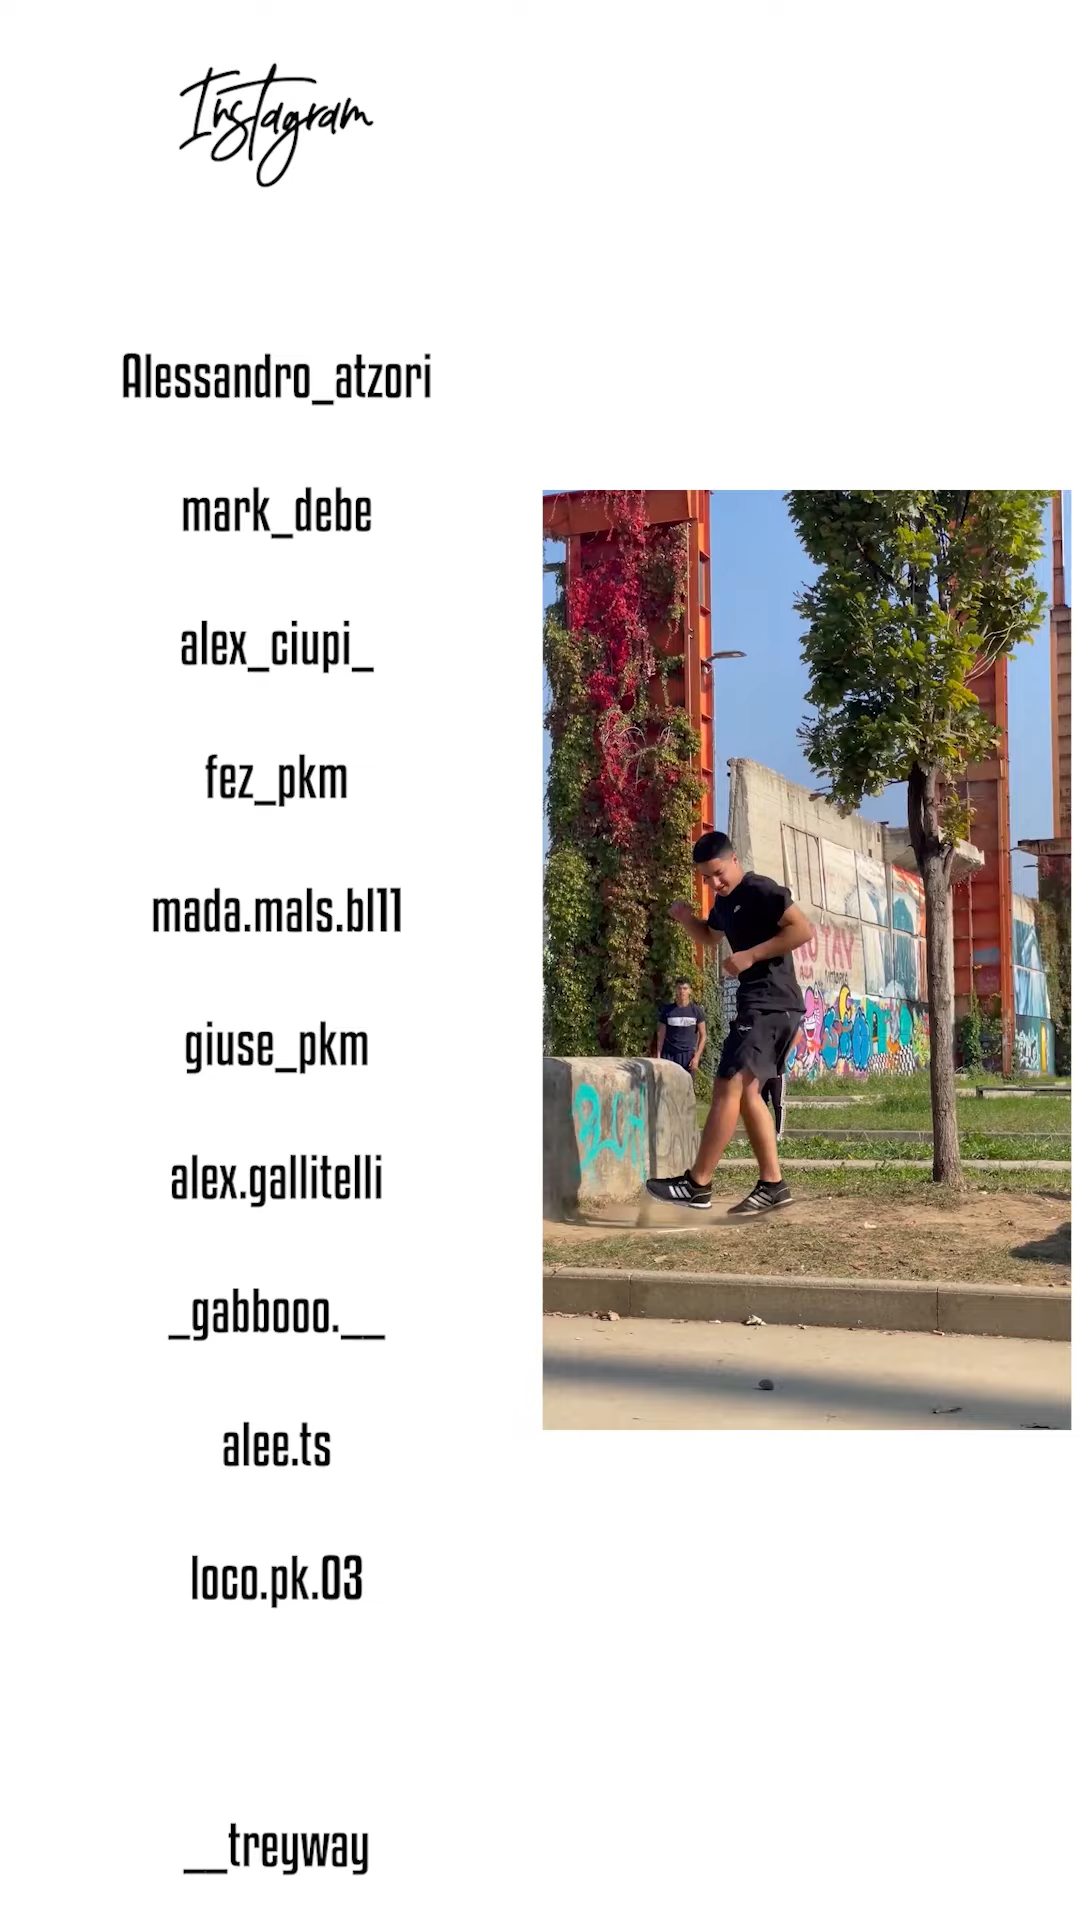 Instagram
Alessandro_atzori
mark_debe
alex_ciupi_
fez_pkm
mada.mals.bl11
giuse_pkm
alex.gallitelli
_gabbooo.__
alee.ts
loco.pk.03
__treyway
TAV